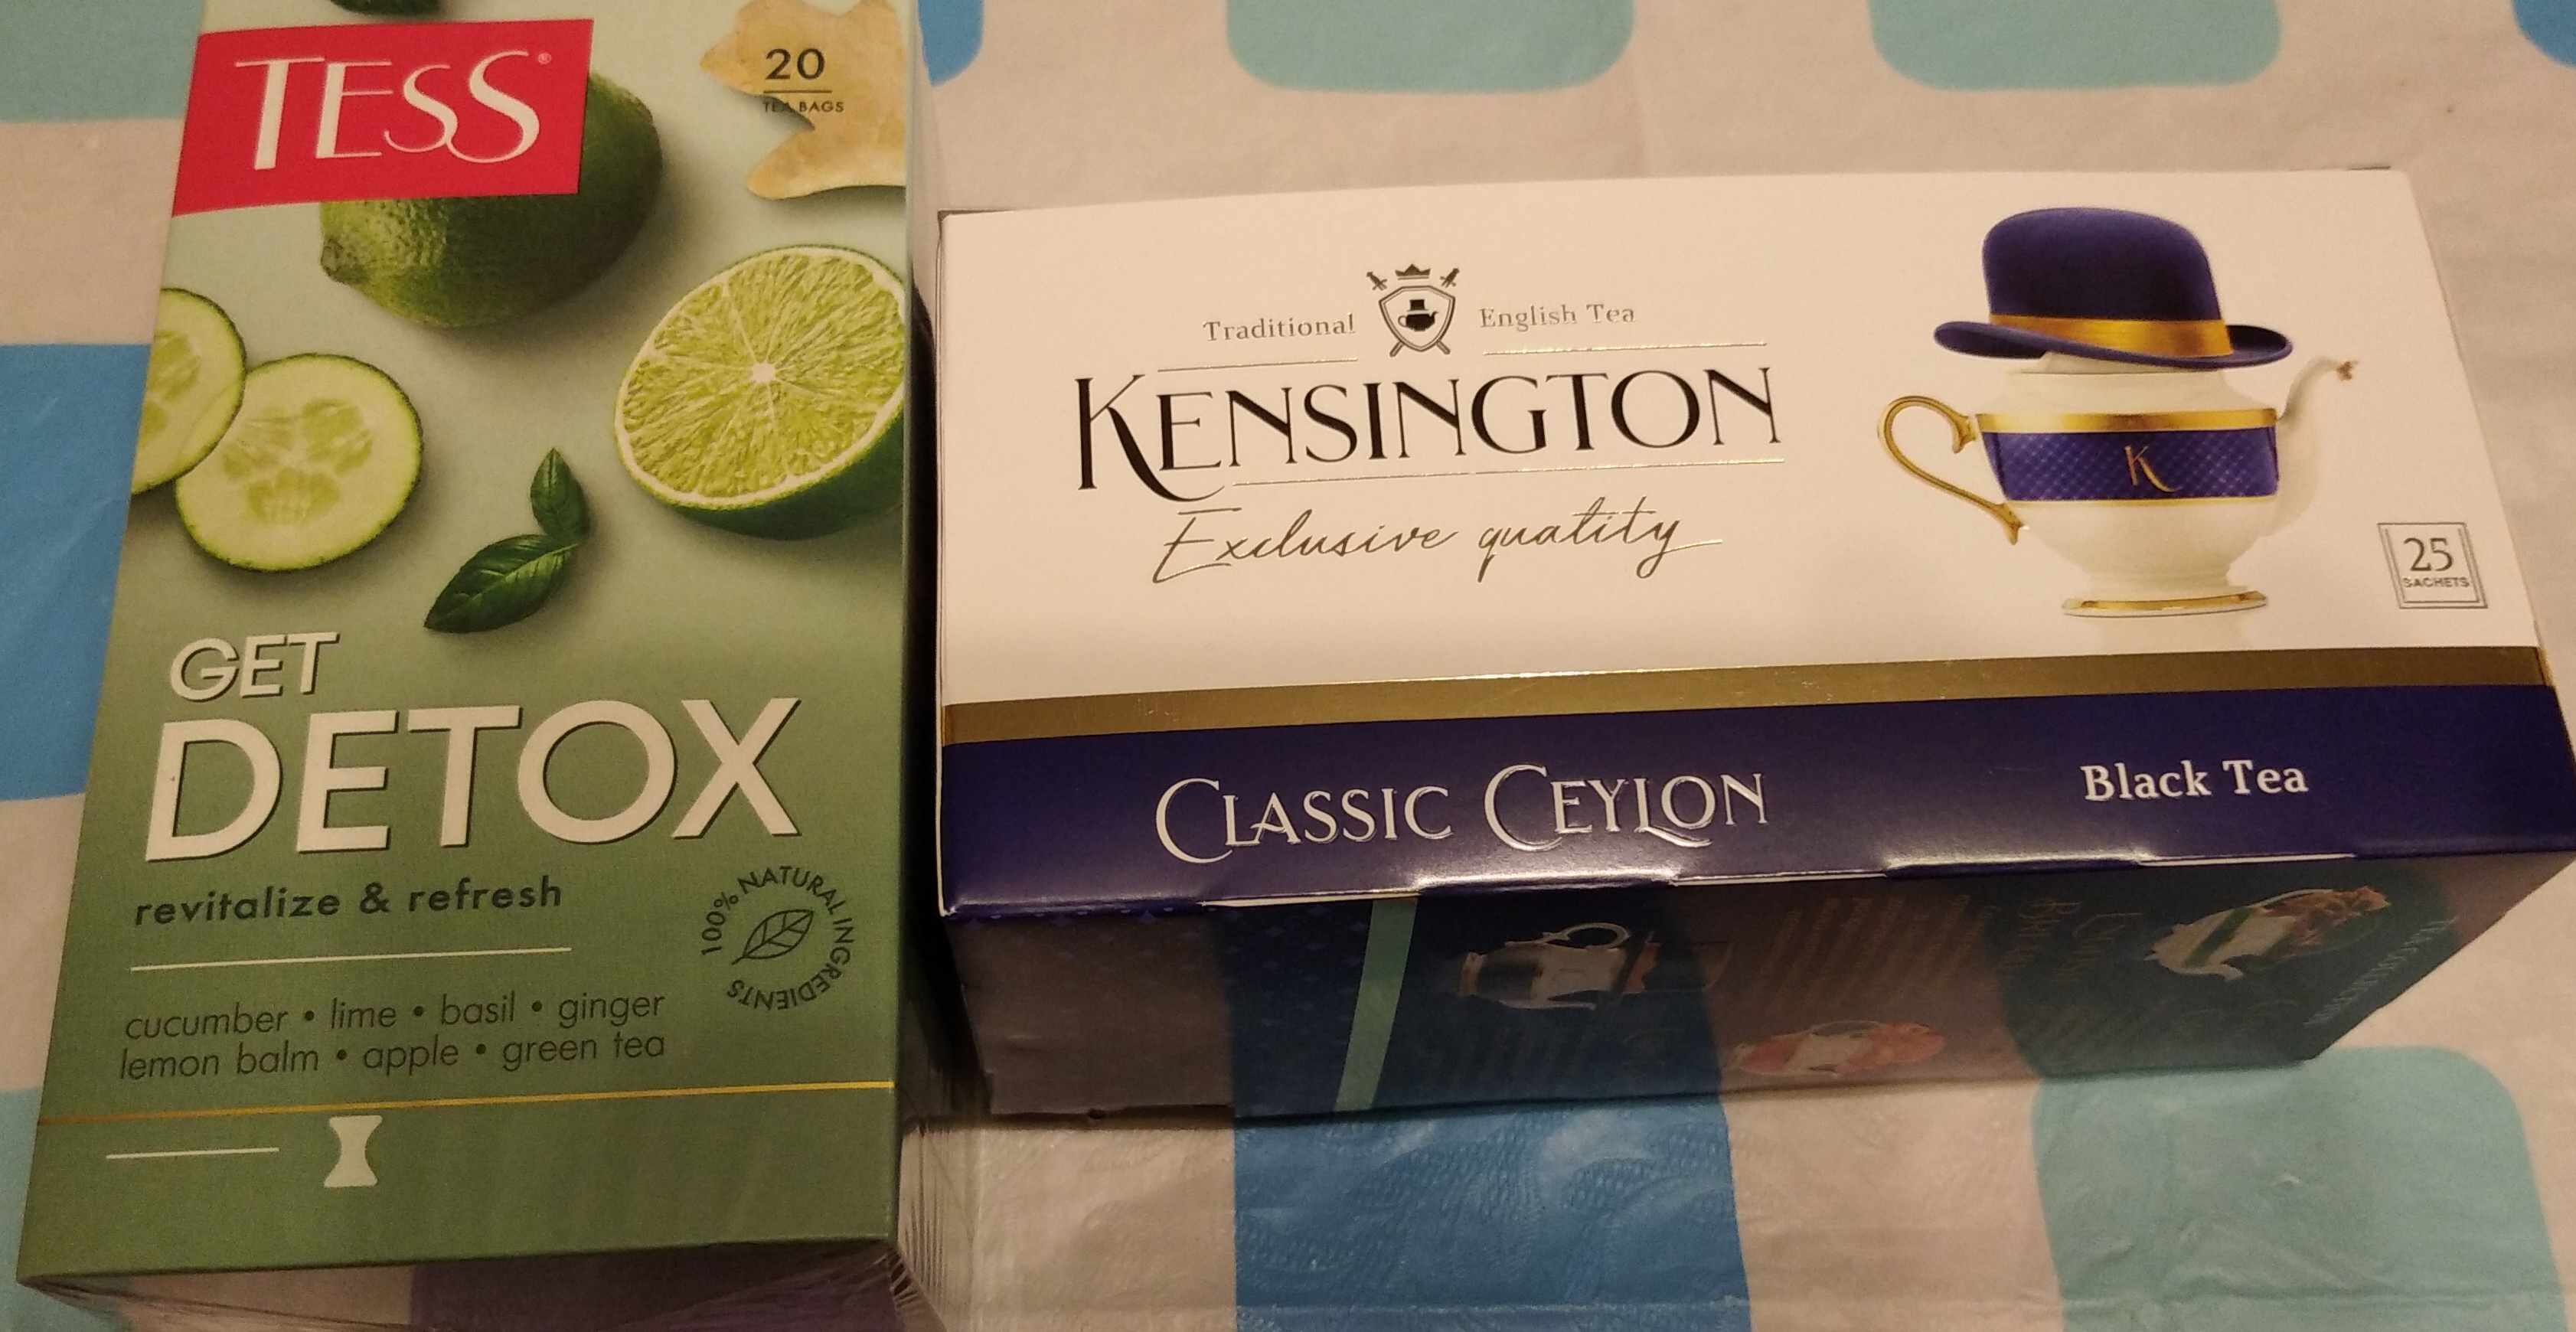 TESS®
20
TEA BAGS
GET
DETOX
revitalize & refresh
100% NATURAL INGREDIENTS
cucumber • lime • basil • ginger
lemon balm • apple • green tea
Traditional English Tea
KENSINGTON
Exclusive quality
K
25
SACHETS
CLASSIC CEYLON
Black Tea